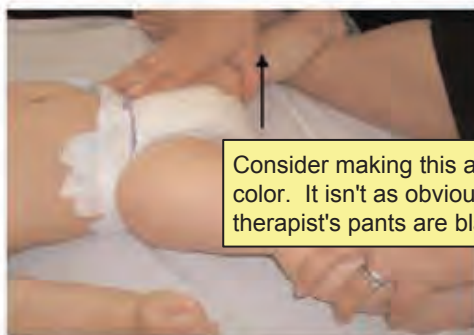 Consider making this a
color. It isn't as obviou
therapist's pants are bl